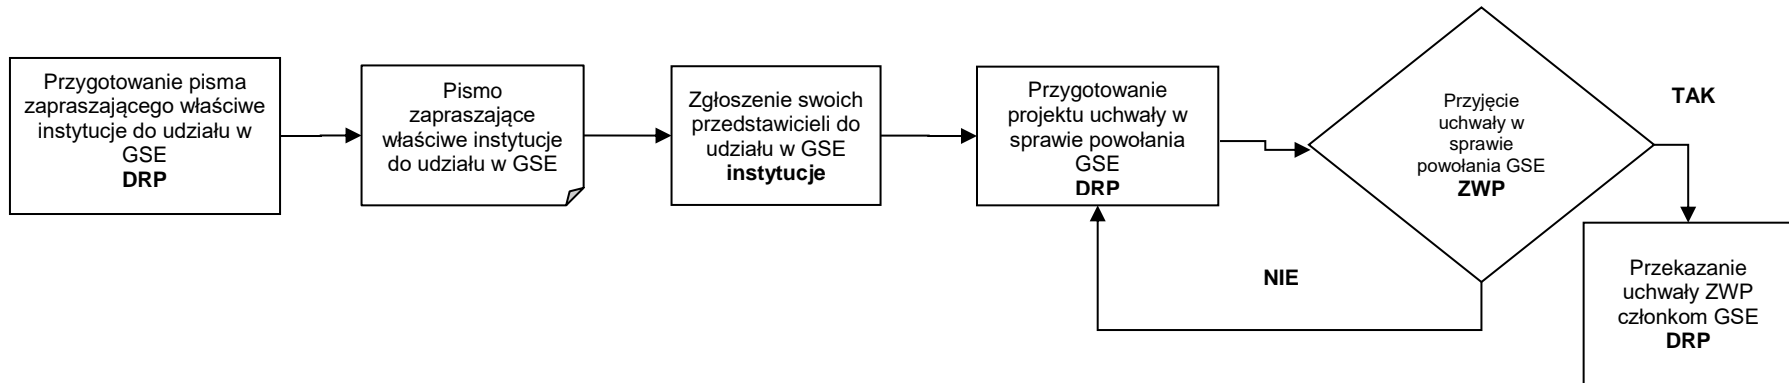 Przygotowanie pisma
zapraszającego właściwe
instytucje do udziału w
GSE
DRP
Pismo
zapraszające
właściwe instytucje
do udziału w GSE
Zgłoszenie swoich
przedstawicieli do
udziału w GSE
instytucje
Przygotowanie
projektu uchwały w
sprawie powołania
GSE
DRP
Przyjęcie
uchwały w
sprawie
powołania GSE
ZWP
TAK
NIE
Przekazanie
uchwały ZWP
członkom GSE
DRP